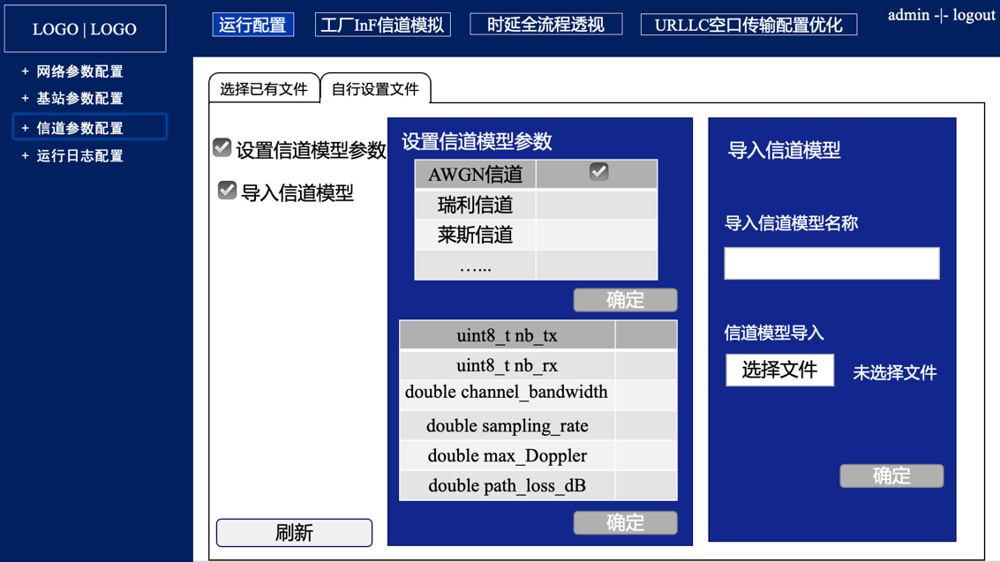 LOGO | LOGO
运行配置
工厂InF信道模拟
时延全流程透视
URLLC空口传输配置优化
admin -|- logout
+ 网络参数配置
+ 基站参数配置
+ 信道参数配置
+ 运行日志配置
选择已有文件
自行设置文件
设置信道模型参数
导入信道模型
刷新
设置信道模型参数
AWGN信道
瑞利信道
莱斯信道
…...
确定
uint8_t nb_tx
uint8_t nb_rx
double channel_bandwidth
double sampling_rate
double max_Doppler
double path_loss_dB
确定
导入信道模型
导入信道模型名称
信道模型导入
选择文件
未选择文件
确定